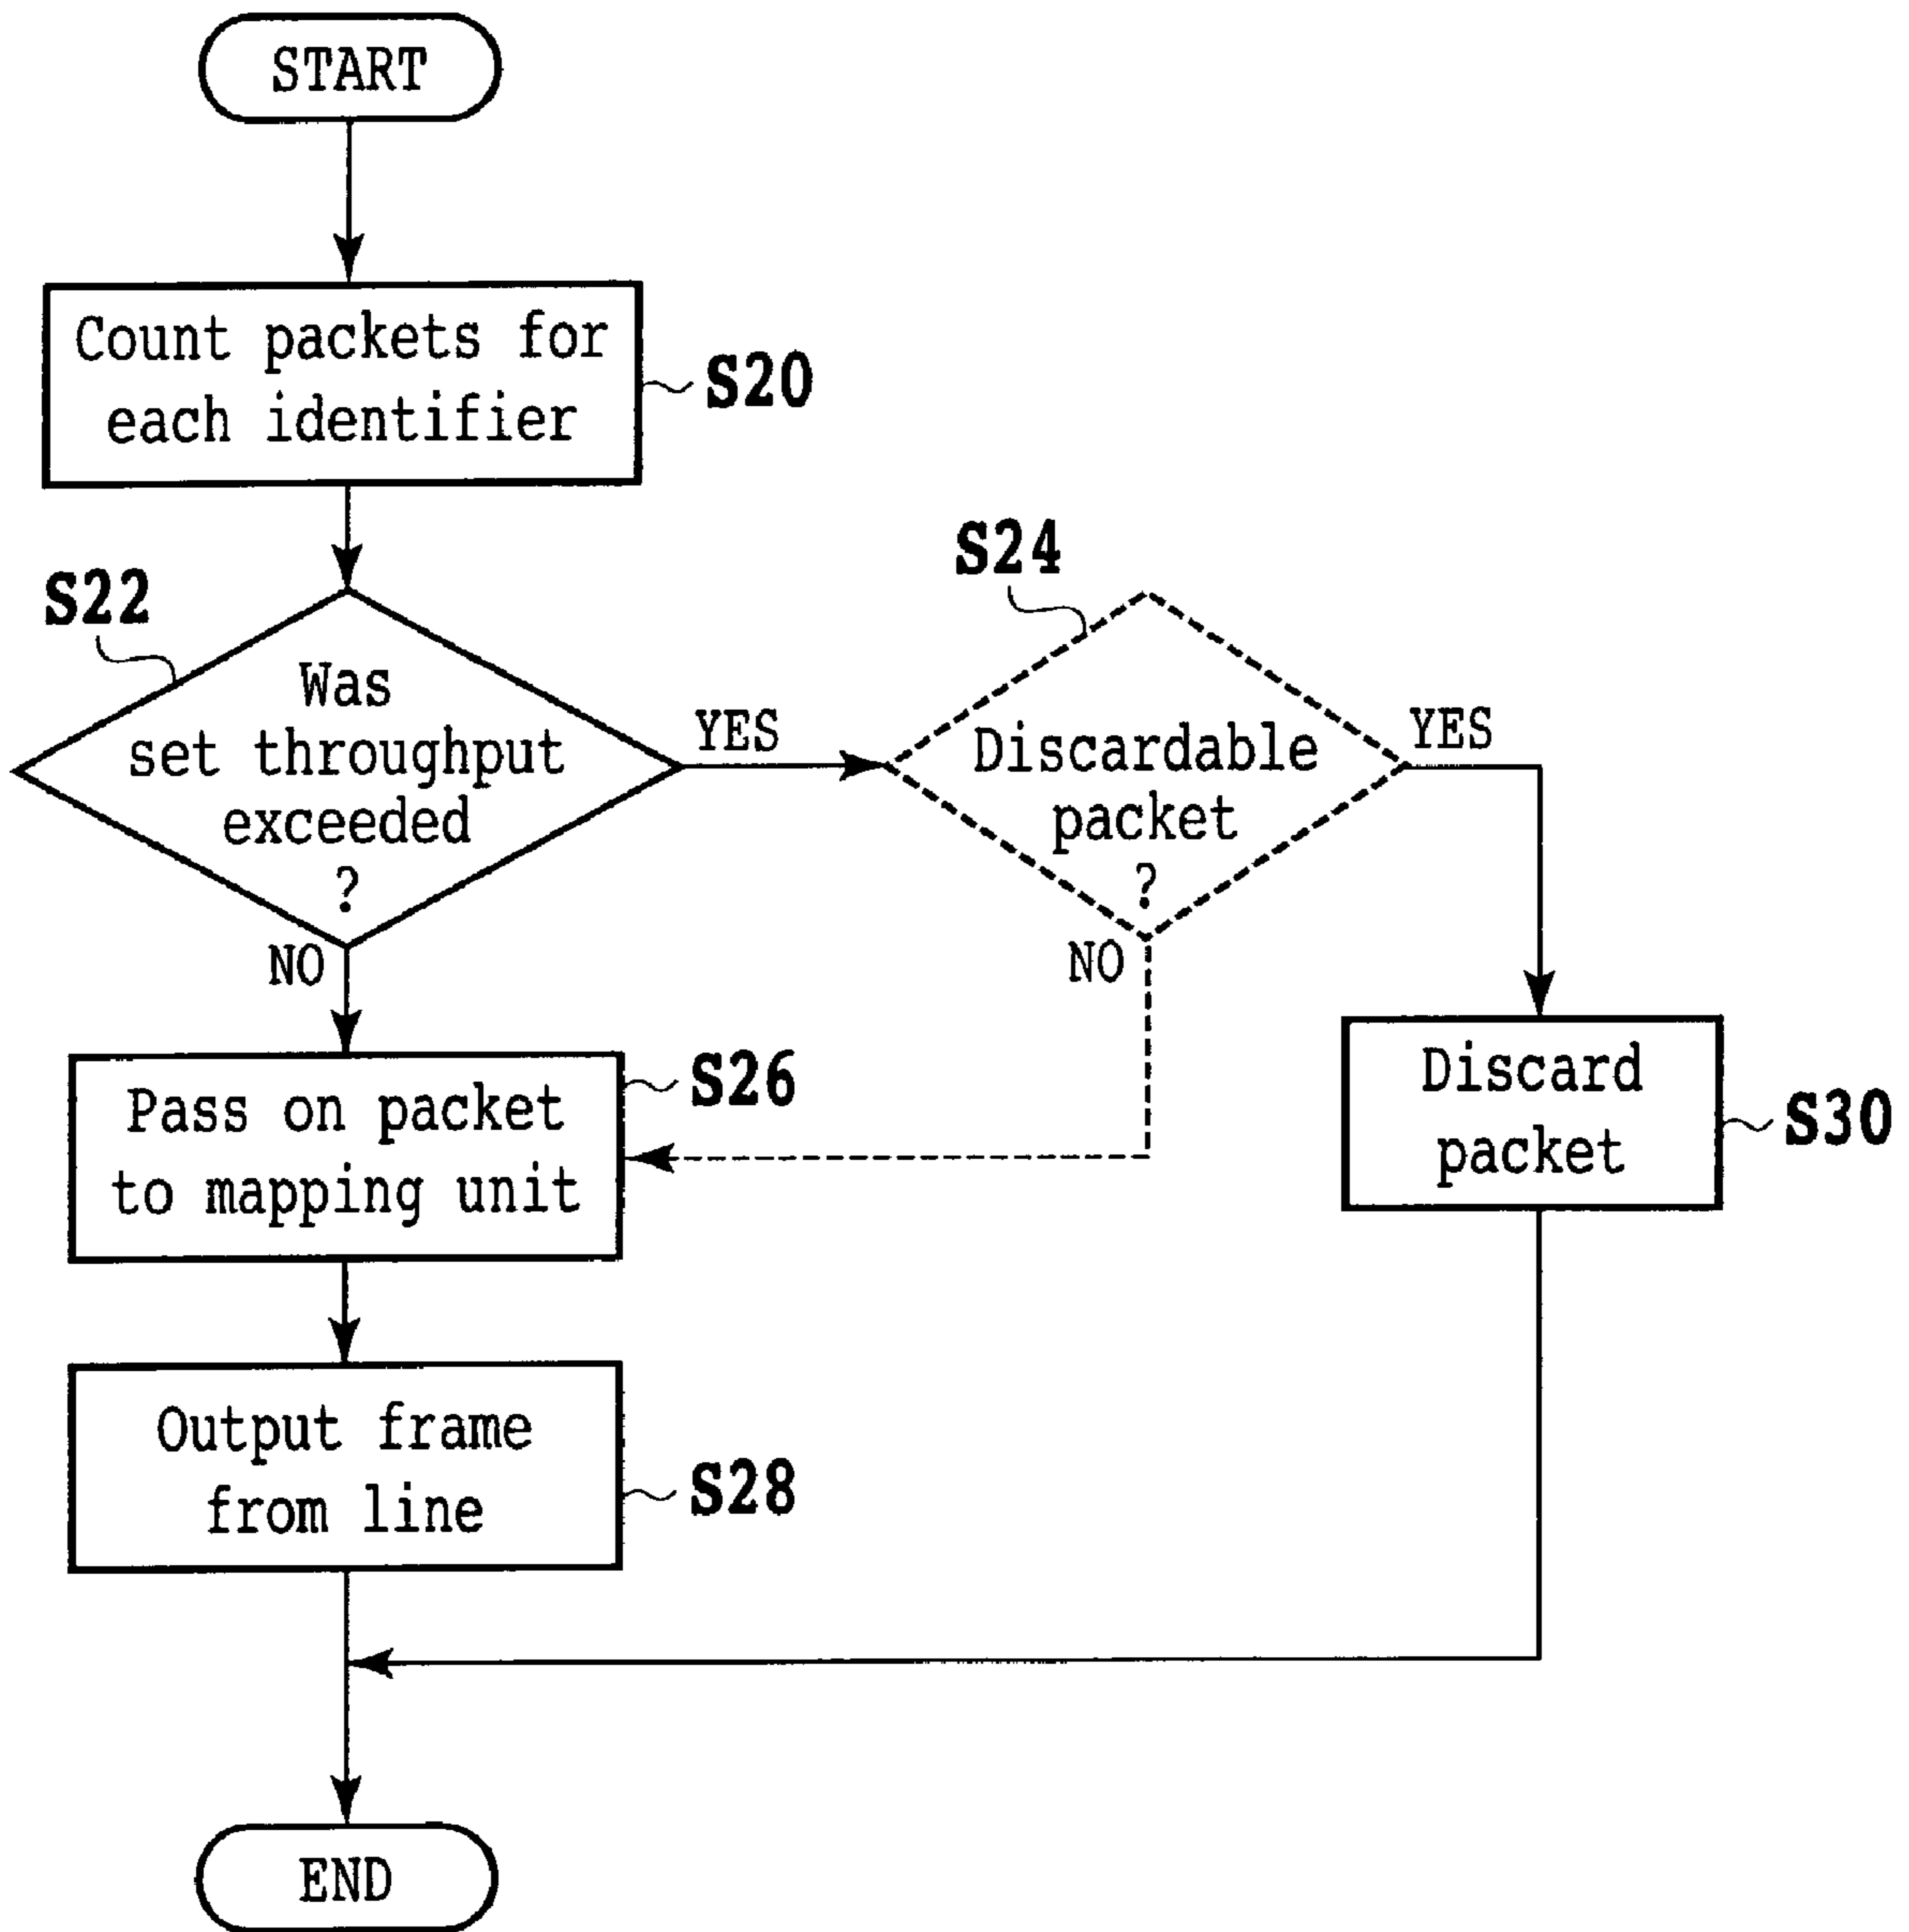 START
Count packets for
each identifier
S20
S22
Was
set throughput
exceeded
?
YES
NO
S24
Discardable
packet
?
YES
NO
Pass on packet
to mapping unit
S26
Discard
packet
S30
Output frame
from line
S28
END